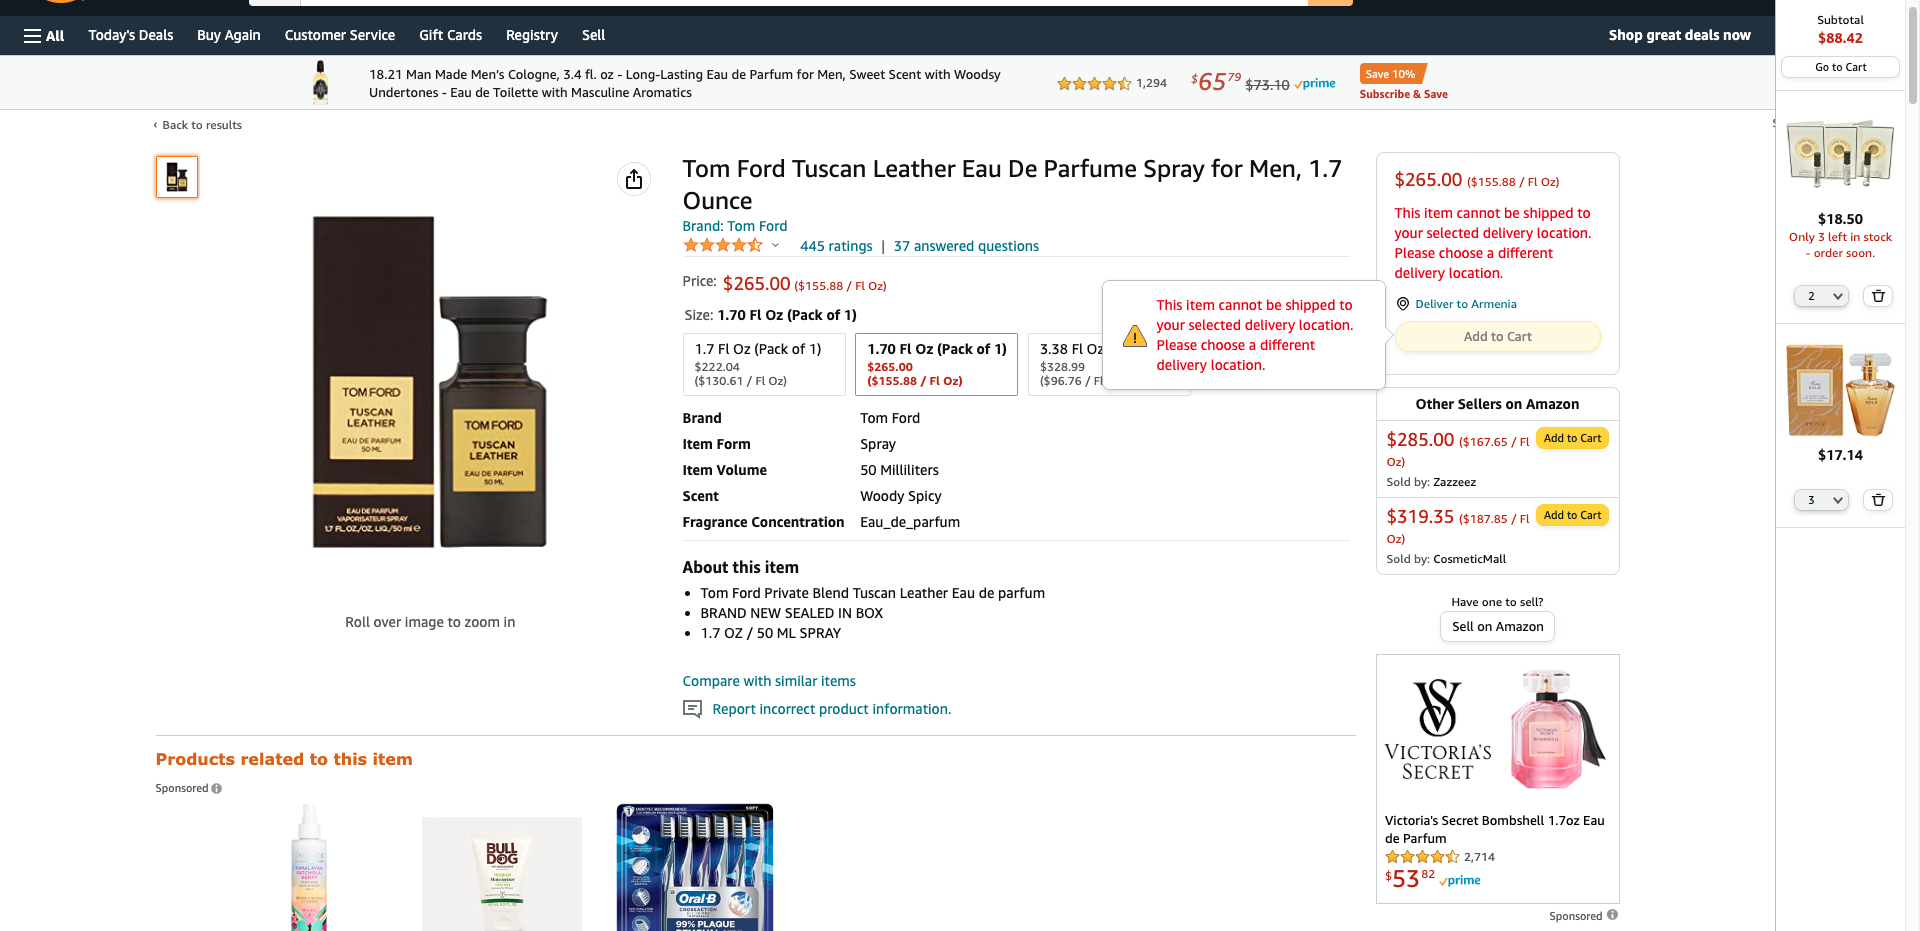 All
Today's Deals
Buy Again
Customer Service
Gift Cards
Registry
Sell
Shop great deals now
18.21 Man Made Men's Cologne, 3.4 fl. oz - Long-Lasting Eau de Parfum for Men, Sweet Scent with Woodsy
Undertones - Eau de Toilette with Masculine Aromatics
1,294
$65 79 $73.10 prime
Save 10%
Subscribe & Save
‹ Back to results
Tom Ford Tuscan Leather Eau De Parfume Spray for Men, 1.7
Ounce
Brand: Tom Ford
445 ratings | 37 answered questions
Price: $265.00 ($155.88 / Fl Oz)
Size: 1.70 Fl Oz (Pack of 1)
1.7 Fl Oz (Pack of 1)
$222.04
($130.61 / Fl Oz)
1.70 Fl Oz (Pack of 1)
$265.00
($155.88 / Fl Oz)
3.38 Fl Oz
$328.99
($96.76 / Fl
Brand Tom Ford
Item Form Spray
Item Volume 50 Milliliters
Scent Woody Spicy
Fragrance Concentration Eau_de_parfum
About this item
• Tom Ford Private Blend Tuscan Leather Eau de parfum
• BRAND NEW SEALED IN BOX
• 1.7 OZ / 50 ML SPRAY
Compare with similar items
Report incorrect product information.
TOM FORD
TUSCAN
LEATHER
EAU DE PARFUM
50 ML
EAU DE PARFUM
VAPORISATEUR SPRAY
1.7 FL.OZ./OZ. LIQ./50 ml e
TOM FORD
TUSCAN
LEATHER
EAU DE PARFUM
50 ML
Roll over image to zoom in
This item cannot be shipped to
your selected delivery location.
Please choose a different
delivery location.
$265.00 ($155.88 / Fl Oz)
This item cannot be shipped to
your selected delivery location.
Please choose a different
delivery location.
Deliver to Armenia
Add to Cart
Other Sellers on Amazon
$285.00 ($167.65 / Fl
Oz)
Add to Cart
Sold by: Zazzeez
$319.35 ($187.85 / Fl
Oz)
Add to Cart
Sold by: CosmeticMall
Have one to sell?
Sell on Amazon
VS
VICTORIA'S
SECRET
BOMBSHELL
Victoria's Secret Bombshell 1.7oz Eau
de Parfum
2,714
$53 82 prime
Sponsored
Subtotal
$88.42
Go to Cart
$18.50
Only 3 left in stock
- order soon.
2
$17.14
3
Products related to this item
Sponsored
HIMALAYAN
PATCHOULI
BERRY
BULL
DOG
Original
Moisturizer
SOFT
Oral-B
CROSSACTION
99% PLAQUE